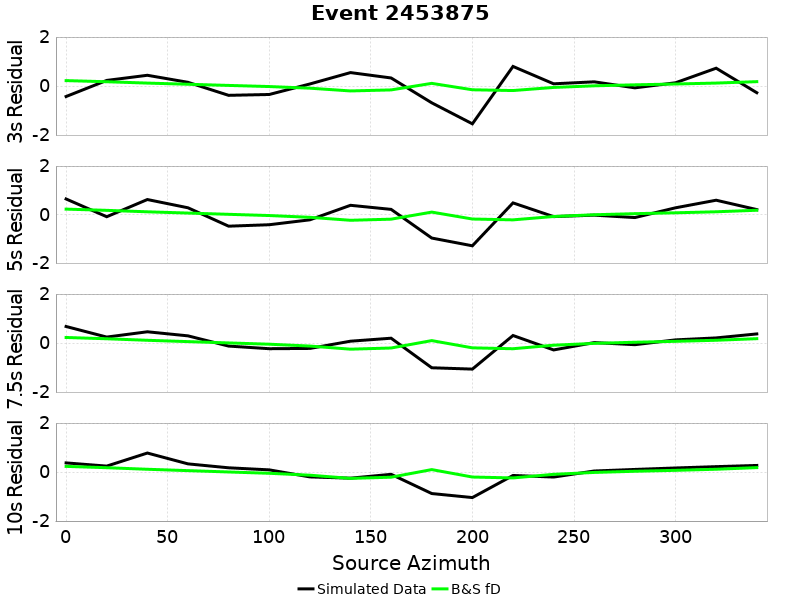 Event 2453875
3s Residual
2
0
-2
5s Residual
2
0
-2
7.5s Residual
2
0
-2
10s Residual
2
0
-2
0 50 100 150 200 250 300
Source Azimuth
Simulated Data B&S fD